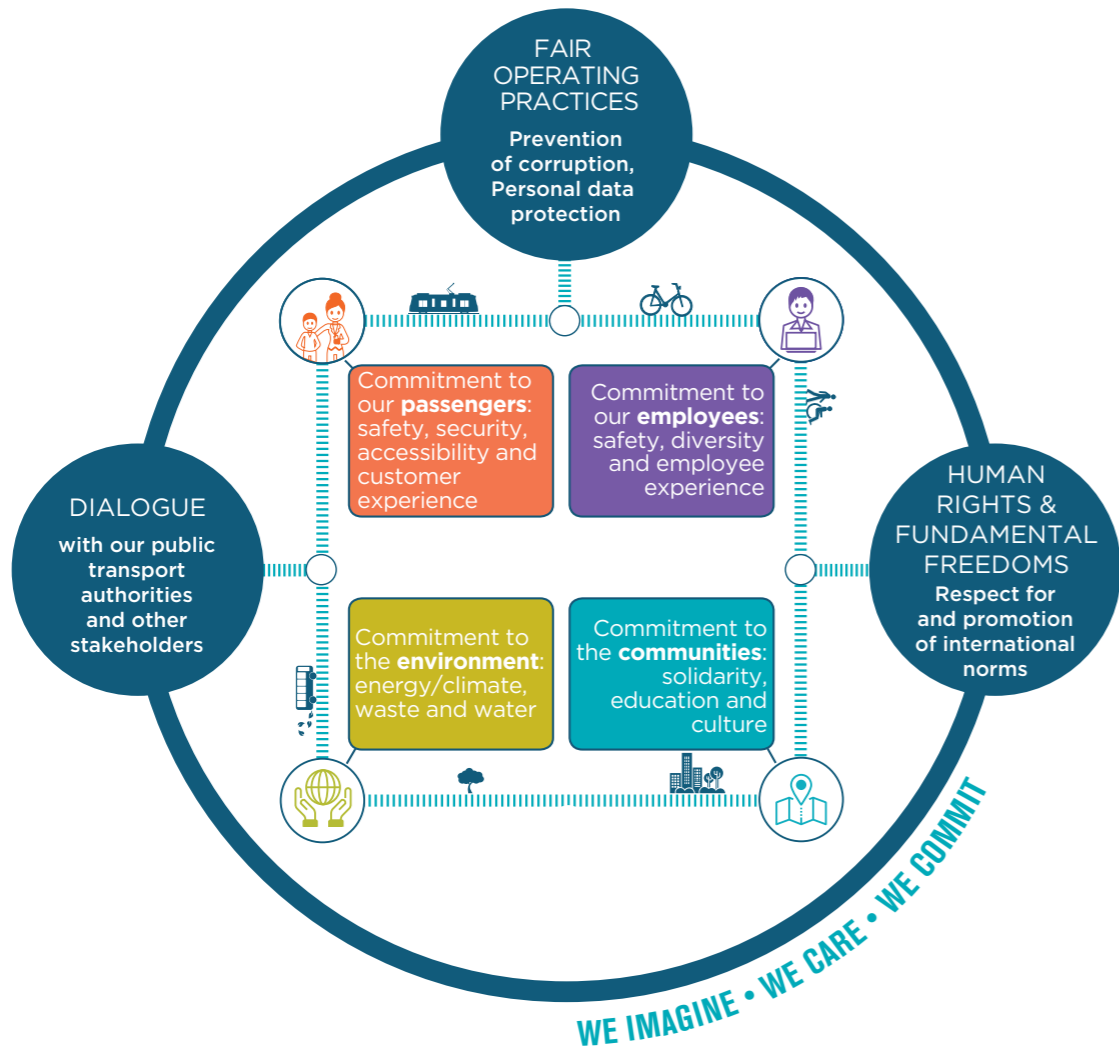 FAIR
OPERATING
PRACTICES
Prevention
of corruption,
Personal data
protection
Commitment to
our passengers:
safety, security,
accessibility and
customer
experience
Commitment to
our employees:
safety, diversity
and employee
experience
DIALOGUE
with our public
transport
authorities
and other
stakeholders
HUMAN
RIGHTS &
FUNDAMENTAL
FREEDOMS
Respect for
and promotion
of international
norms
Commitment to
the environment:
energy/climate,
waste and water
Commitment to
the communities:
solidarity,
education and
culture
WE IMAGINE • WE CARE • WE COMMIT